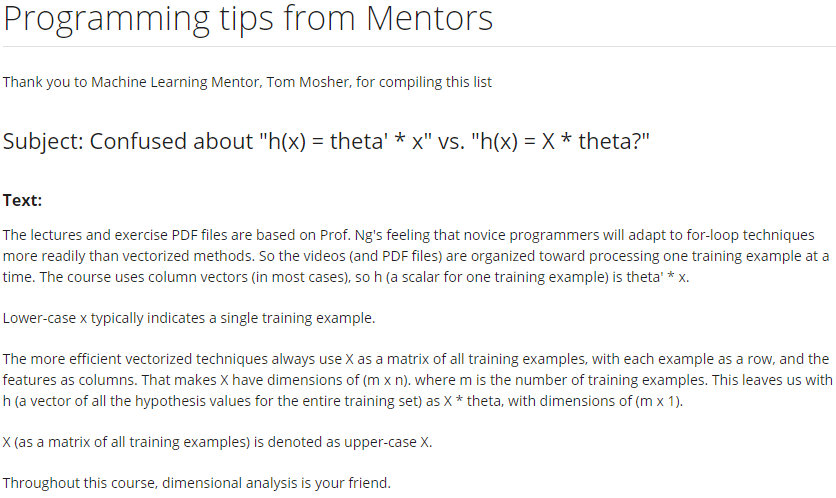 Programming tips from Mentors
Thank you to Machine Learning Mentor, Tom Mosher, for compiling this list
Subject: Confused about "h(x) = theta' * x" vs. "h(x) = X * theta?"
Text:
The lectures and exercise PDF files are based on Prof. Ng's feeling that novice programmers will adapt to for-loop techniques
more readily than vectorized methods. So the videos (and PDF files) are organized toward processing one training example at a
time. The course uses column vectors (in most cases), so h (a scalar for one training example) is theta' * x.
Lower-case x typically indicates a single training example.
The more efficient vectorized techniques always use X as a matrix of all training examples, with each example as a row, and the
features as columns. That makes X have dimensions of (m x n). where m is the number of training examples. This leaves us with
h (a vector of all the hypothesis values for the entire training set) as X * theta, with dimensions of (m x 1).
X (as a matrix of all training examples) is denoted as upper-case X.
Throughout this course, dimensional analysis is your friend.